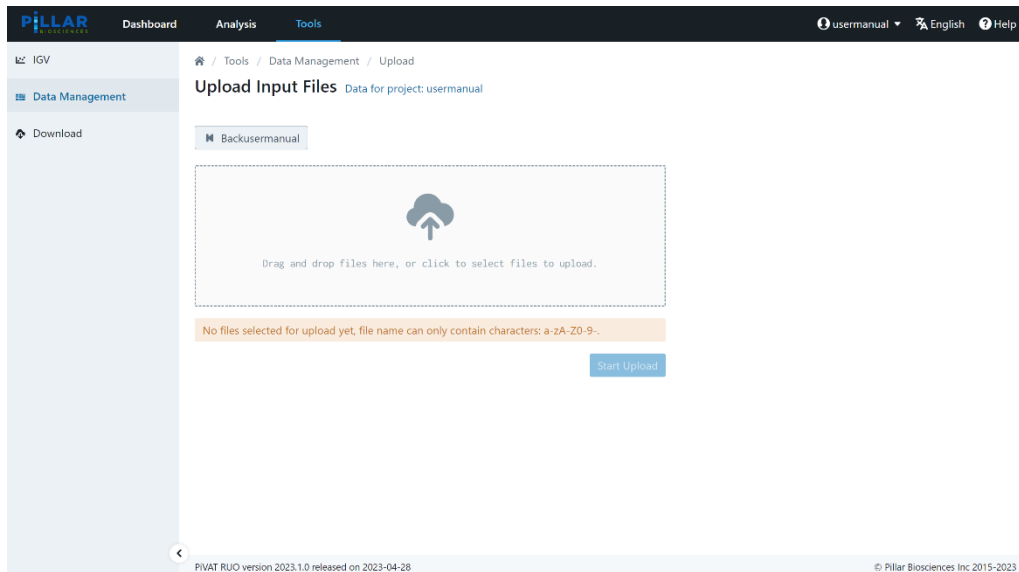 PiLLAR Dashboard Analysis Tools usermanual English Help
BIOSCIENCES
IGV
Data Management
Download
/ Tools / Data Management / Upload
Upload Input Files Data for project: usermanual
Backusermanual
Drag and drop files here, or click to select files to upload.
No files selected for upload yet, file name can only contain characters: a-zA-Z0-9-.
Start Upload
PiVAT RUO version 2023.1.0 released on 2023-04-28 © Pillar Biosciences Inc 2015-2023